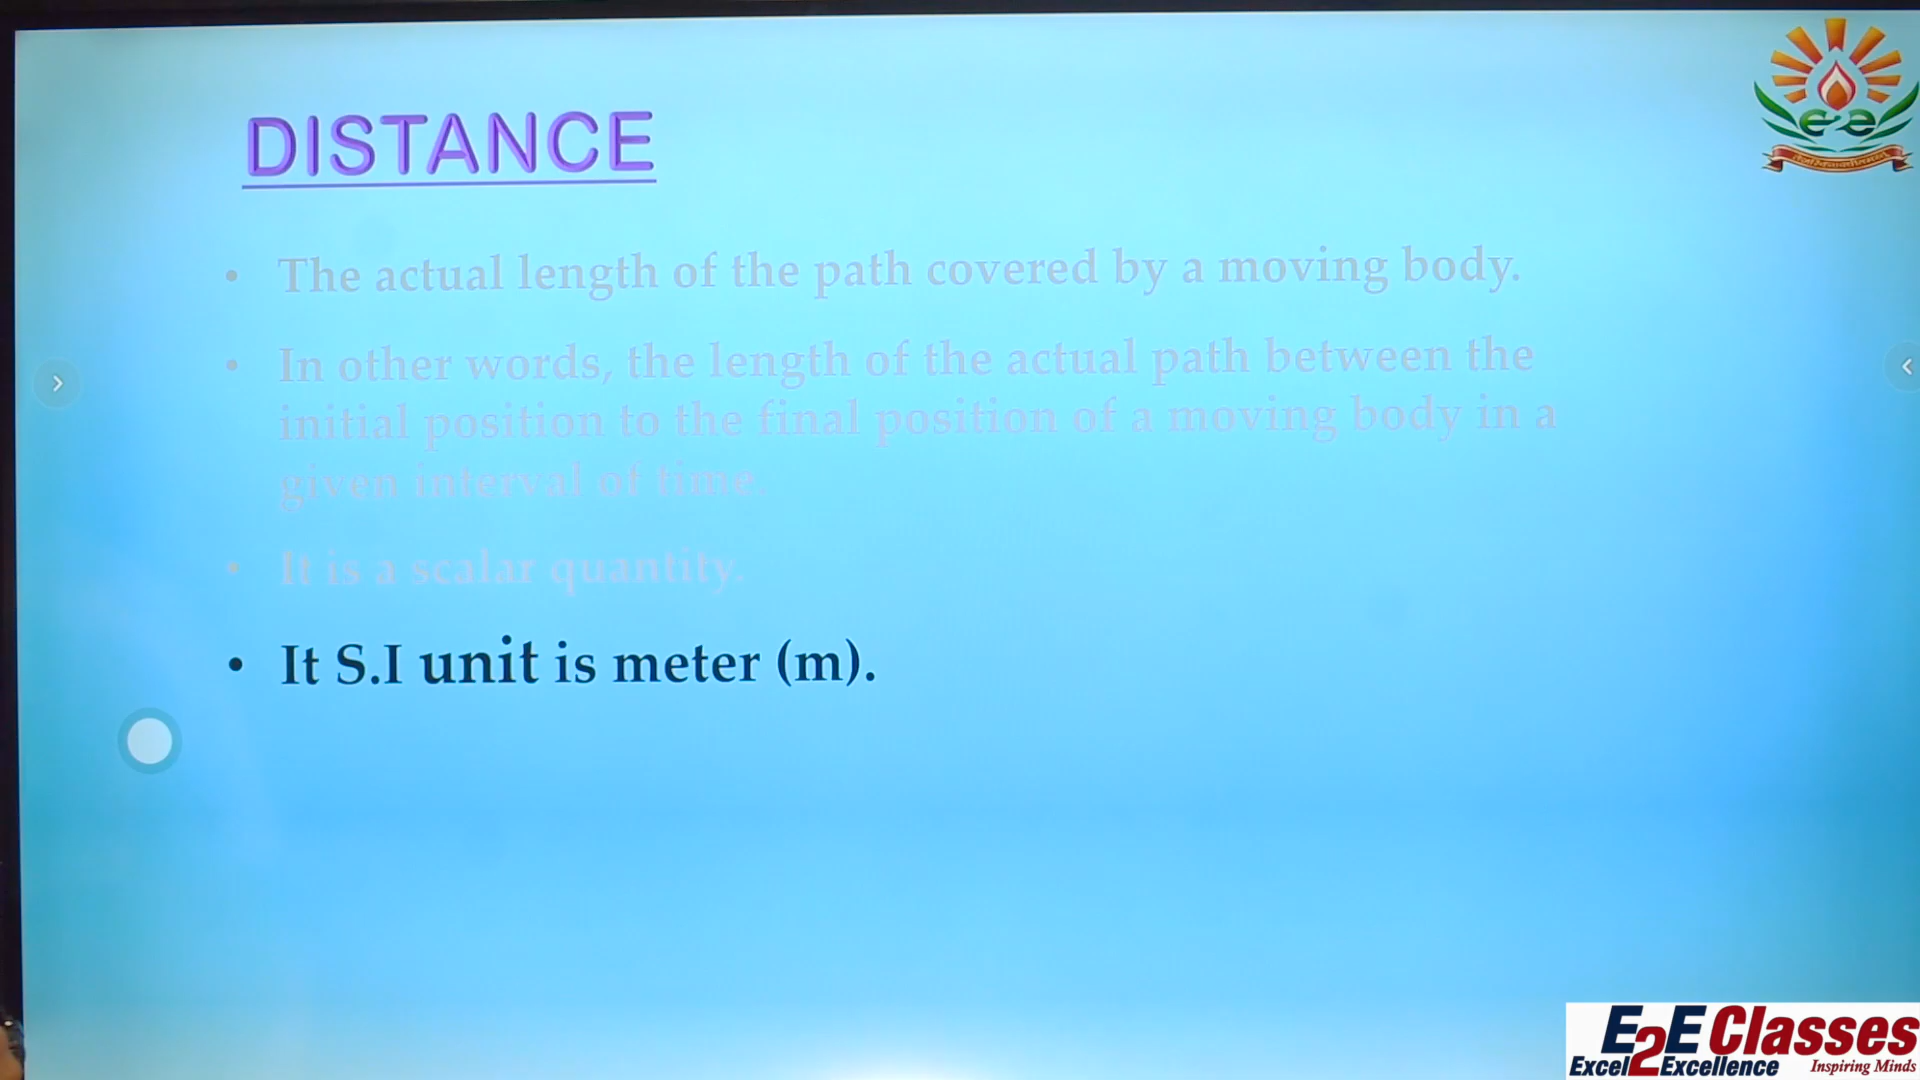 DISTANCE
e2e
• The actual length of the path covered by a moving body.
• In other words, the length of the actual path between the
initial position to the final position of a moving body in a
given interval of time.
• It is a scalar quantity.
• It S.I unit is meter (m).
E2E Classes
Excel2Excellence Inspiring Minds